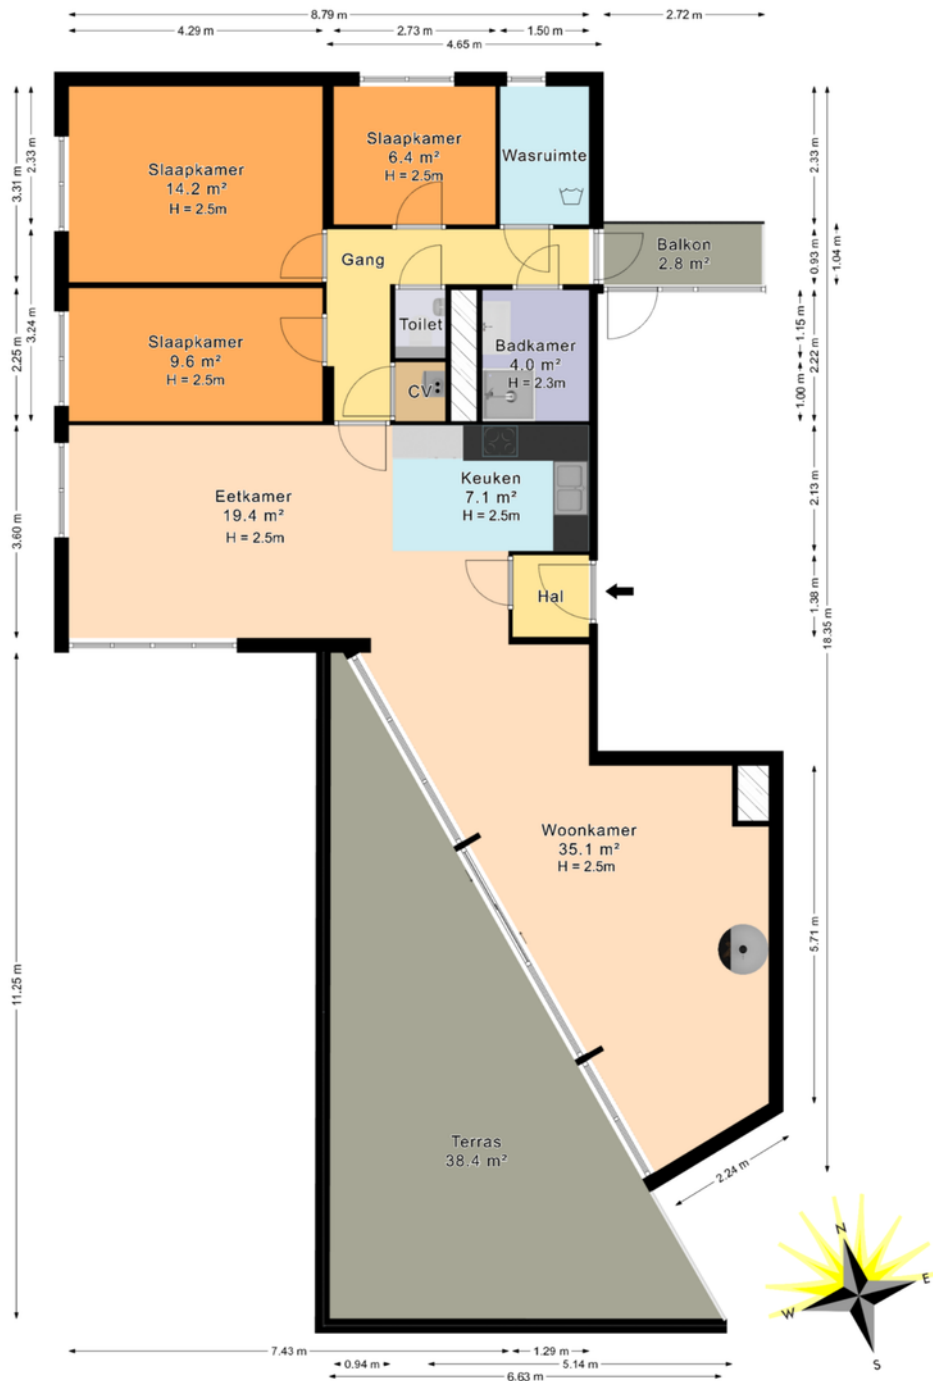 8.79 m
2.72 m
4.29 m
2.73 m
1.50 m
4.65 m
3.31 m
2.33 m
Slaapkamer
14.2 m²
H = 2.5m
Slaapkamer
6.4 m²
H = 2.5m
Wasruimte
2.33 m
Gang
Balkon
2.8 m²
0.93 m
1.04 m
2.25 m
3.24 m
Slaapkamer
9.6 m²
H = 2.5m
Toilet
CV
Badkamer
4.0 m²
H = 2.3m
1.15 m
1.00 m
2.22 m
3.60 m
Eetkamer
19.4 m²
H = 2.5m
Keuken
7.1 m²
H = 2.5m
2.13 m
Hal
1.38 m
18.35 m
Woonkamer
35.1 m²
H = 2.5m
5.71 m
11.25 m
Terras
38.4 m²
2.24 m
N
E
W
S
7.43 m
1.29 m
0.94 m
5.14 m
6.63 m